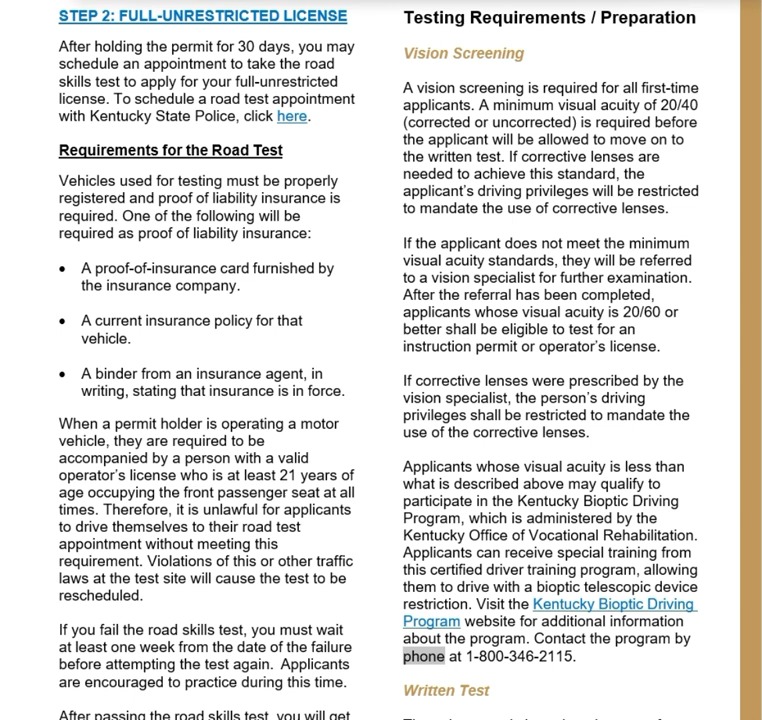 STEP 2: FULL-UNRESTRICTED LICENSE
After holding the permit for 30 days, you may
schedule an appointment to take the road
skills test to apply for your full-unrestricted
license. To schedule a road test appointment
with Kentucky State Police, click here.
Requirements for the Road Test
Vehicles used for testing must be properly
registered and proof of liability insurance is
required. One of the following will be
required as proof of liability insurance:
• A proof-of-insurance card furnished by
the insurance company.
• A current insurance policy for that
vehicle.
• A binder from an insurance agent, in
writing, stating that insurance is in force.
When a permit holder is operating a motor
vehicle, they are required to be
accompanied by a person with a valid
operator's license who is at least 21 years of
age occupying the front passenger seat at all
times. Therefore, it is unlawful for applicants
to drive themselves to their road test
appointment without meeting this
requirement. Violations of this or other traffic
laws at the test site will cause the test to be
rescheduled.
If you fail the road skills test, you must wait
at least one week from the date of the failure
before attempting the test again. Applicants
are encouraged to practice during this time.
After passing the road skills test, you will get
Testing Requirements / Preparation
Vision Screening
A vision screening is required for all first-time
applicants. A minimum visual acuity of 20/40
(corrected or uncorrected) is required before
the applicant will be allowed to move on to
the written test. If corrective lenses are
needed to achieve this standard, the
applicant's driving privileges will be restricted
to mandate the use of corrective lenses.
If the applicant does not meet the minimum
visual acuity standards, they will be referred
to a vision specialist for further examination.
After the referral has been completed,
applicants whose visual acuity is 20/60 or
better shall be eligible to test for an
instruction permit or operator's license.
If corrective lenses were prescribed by the
vision specialist, the person's driving
privileges shall be restricted to mandate the
use of the corrective lenses.
Applicants whose visual acuity is less than
what is described above may qualify to
participate in the Kentucky Bioptic Driving
Program, which is administered by the
Kentucky Office of Vocational Rehabilitation.
Applicants can receive special training from
this certified driver training program, allowing
them to drive with a bioptic telescopic device
restriction. Visit the Kentucky Bioptic Driving
Program website for additional information
about the program. Contact the program by
phone at 1-800-346-2115.
Written Test